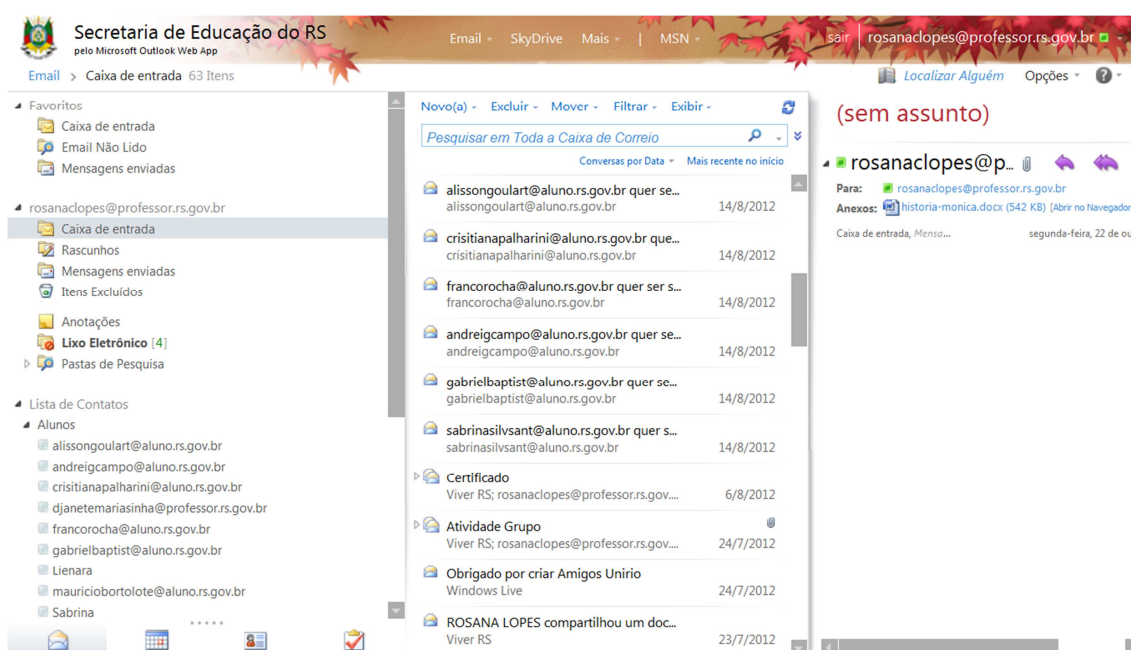 Secretaria de Educação do RS
pelo Microsoft Outlook Web App
Email SkyDrive Mais | MSN sair rosanaclopes@professor.rs.gov.br
Email > Caixa de entrada 63 Itens
Localizar Alguém Opções ?
Favoritos
Caixa de entrada
Email Não Lido
Mensagens enviadas
rosanaclopes@professor.rs.gov.br
Caixa de entrada
Rascunhos
Mensagens enviadas
Itens Excluídos
Anotações
Lixo Eletrônico [4]
Pastas de Pesquisa
Lista de Contatos
Alunos
alissongoulart@aluno.rs.gov.br
andreigcampo@aluno.rs.gov.br
crisitianapalharini@aluno.rs.gov.br
djanetemariasinha@professor.rs.gov.br
francorocha@aluno.rs.gov.br
gabrielbaptist@aluno.rs.gov.br
Lienara
mauriciobortolote@aluno.rs.gov.br
Sabrina
Novo(a) Excluir Mover Filtrar Exibir
Pesquisar em Toda a Caixa de Correio
Conversas por Data Mais recente no início
alissongoulart@aluno.rs.gov.br quer se...
alissongoulart@aluno.rs.gov.br 14/8/2012
crisitianapalharini@aluno.rs.gov.br que...
crisitianapalharini@aluno.rs.gov.br 14/8/2012
francorocha@aluno.rs.gov.br quer ser s...
francorocha@aluno.rs.gov.br 14/8/2012
andreigcampo@aluno.rs.gov.br quer se...
andreigcampo@aluno.rs.gov.br 14/8/2012
gabrielbaptist@aluno.rs.gov.br quer se...
gabrielbaptist@aluno.rs.gov.br 14/8/2012
sabrinasilvsant@aluno.rs.gov.br quer s...
sabrinasilvsant@aluno.rs.gov.br 14/8/2012
Certificado
Viver RS; rosanaclopes@professor.rs.gov.... 6/8/2012
Atividade Grupo
Viver RS; rosanaclopes@professor.rs.gov.... 24/7/2012
Obrigado por criar Amigos Unirio
Windows Live 24/7/2012
ROSANA LOPES compartilhou um doc...
Viver RS 23/7/2012
(sem assunto)
rosanaclopes@p...
Para: rosanaclopes@professor.rs.gov.br
Anexos: historia-monica.docx (542 KB) [Abrir no Navegador
Caixa de entrada, Mensa... segunda-feira, 22 de ou